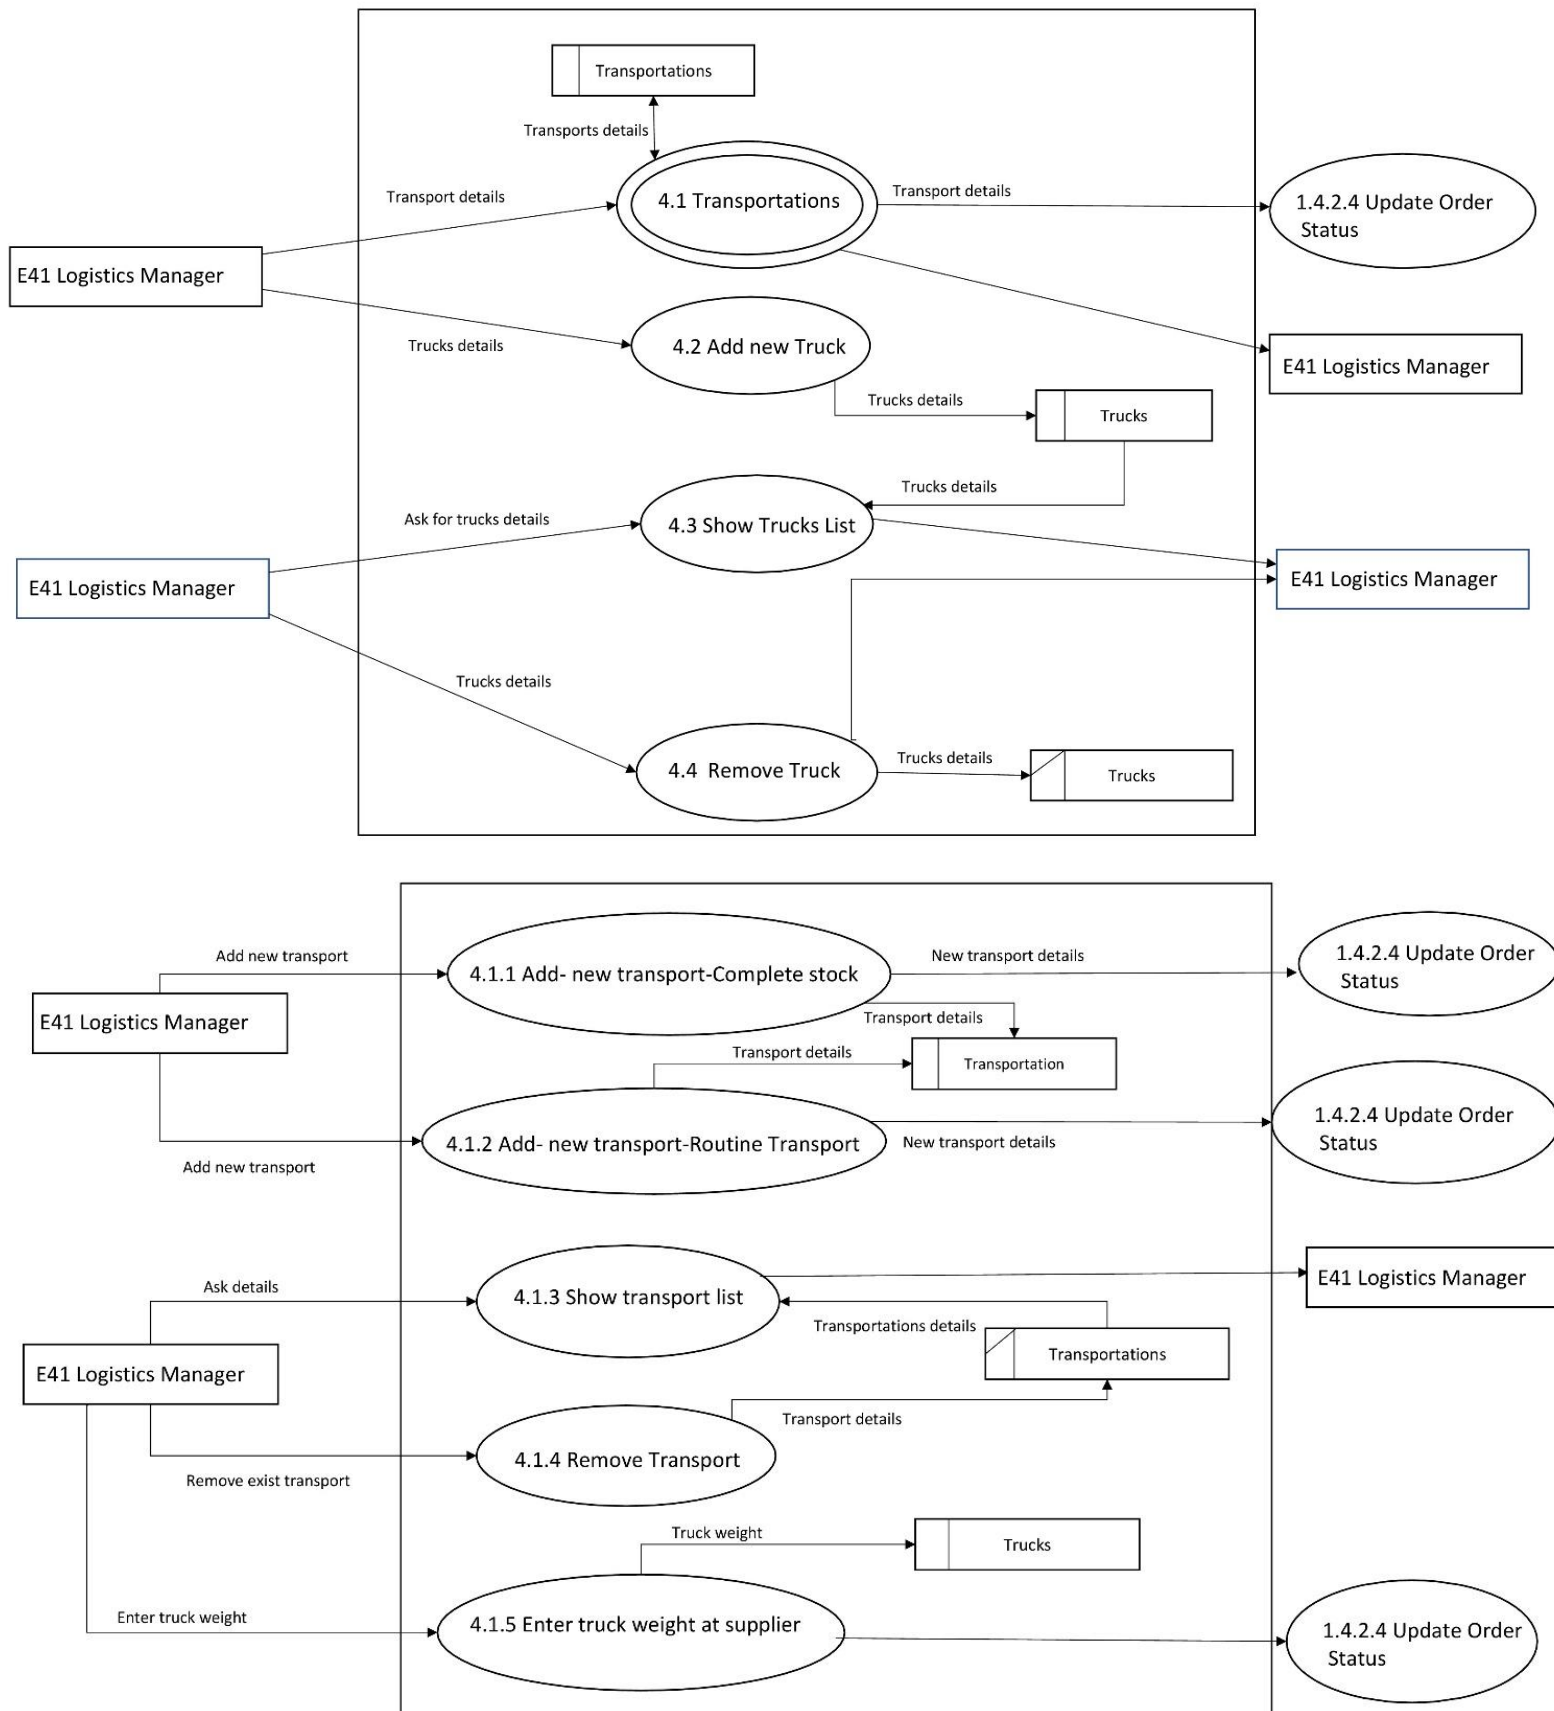 Transportations
Transports details
Transport details
4.1 Transportations
Transport details
1.4.2.4 Update Order
Status
E41 Logistics Manager
Trucks details
4.2 Add new Truck
E41 Logistics Manager
Trucks details
Trucks
Trucks details
Ask for trucks details
4.3 Show Trucks List
E41 Logistics Manager
E41 Logistics Manager
Trucks details
4.4 Remove Truck
Trucks details
Trucks
Add new transport
4.1.1 Add- new transport-Complete stock
New transport details
1.4.2.4 Update Order
Status
E41 Logistics Manager
Transport details
Transport details
Transportation
4.1.2 Add- new transport-Routine Transport
New transport details
1.4.2.4 Update Order
Status
Add new transport
Ask details
4.1.3 Show transport list
E41 Logistics Manager
Transportations details
Transportations
E41 Logistics Manager
Transport details
4.1.4 Remove Transport
Remove exist transport
Truck weight
Trucks
Enter truck weight
4.1.5 Enter truck weight at supplier
1.4.2.4 Update Order
Status